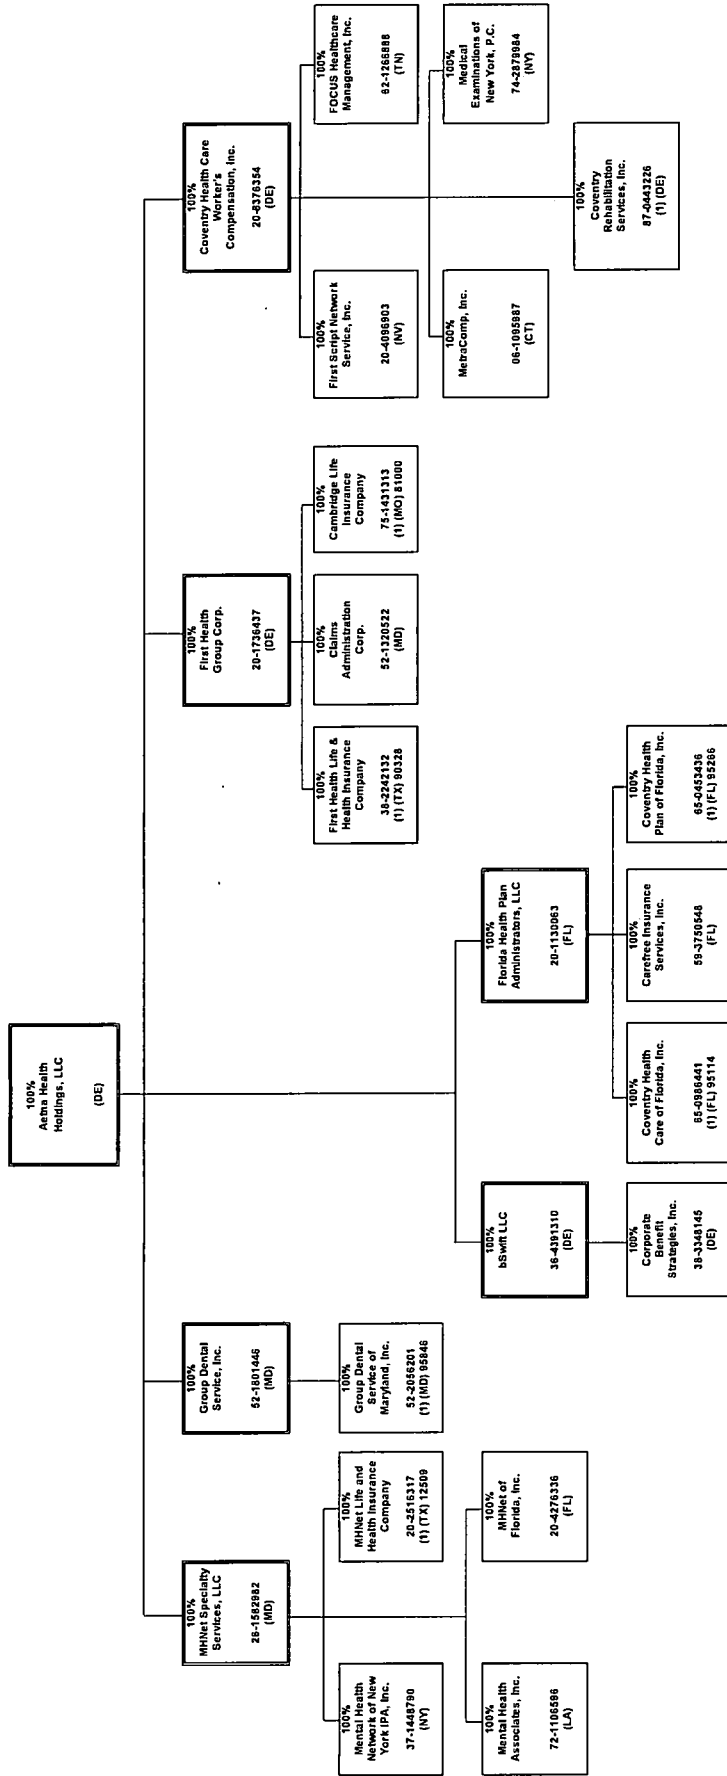 100%
Aetna Health
Holdings, LLC
(DE)
100%
MHNet Specialty
Services, LLC
26-1582982
(MD)
100%
Group Dental
Service, Inc.
52-1801446
(MD)
100%
First Health
Group Corp.
20-1736437
(DE)
100%
Coventry Health Care
Worker's
Compensation, Inc.
20-8376354
(DE)
100%
Mental Health
Network of New
York IPA, Inc.
37-1448790
(NY)
100%
MHNet Life and
Health Insurance
Company
20-2516317
(1) (TX) 12509
100%
Group Dental
Service of
Maryland, Inc.
52-2056201
(1) (MD) 95846
100%
First Health Life &
Health Insurance
Company
38-2242132
(1) (TX) 90328
100%
Claims
Administration
Corp.
52-1320522
(MD)
100%
Cambridge Life
Insurance
Company
75-1431313
(1) (MO) 81000
100%
First Script Network
Service, Inc.
20-4096903
(NV)
100%
FOCUS Healthcare
Management, Inc.
62-1266888
(TN)
100%
Mental Health
Associates, Inc.
72-1106596
(LA)
100%
MHNet of
Florida, Inc.
20-4276336
(FL)
100%
bSwift LLC
36-4391310
(DE)
100%
Florida Health Plan
Administrators, LLC
20-1130063
(FL)
100%
MetraComp, Inc.
06-1095987
(CT)
100%
Medical
Examinations of
New York, P.C.
74-2879984
(NY)
100%
Corporate
Benefit
Strategies, Inc.
38-3348145
(DE)
100%
Coventry Health
Care of Florida, Inc.
65-0986441
(1) (FL) 95114
100%
Carefree Insurance
Services, Inc.
59-3750548
(FL)
100%
Coventry Health
Plan of Florida, Inc.
65-0453436
(1) (FL) 95266
100%
Coventry
Rehabilitation
Services, Inc.
87-0443226
(1) (DE)